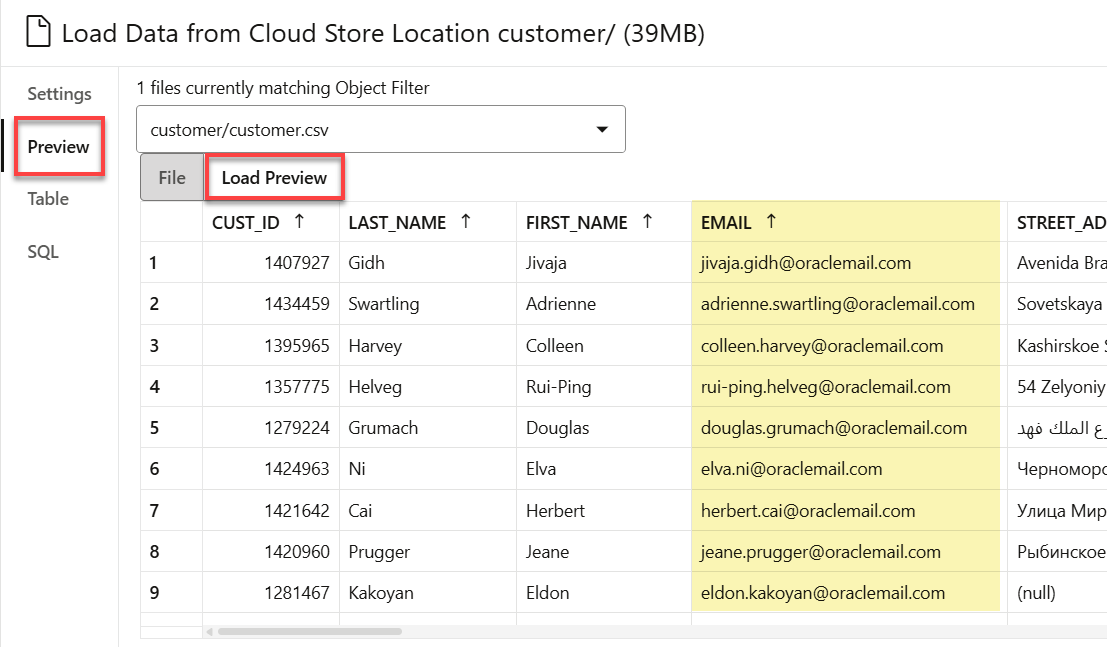 Load Data from Cloud Store Location customer/ (39MB)
Settings
Preview
Table
SQL
1 files currently matching Object Filter
customer/customer.csv
File Load Preview
CUST_ID ↑ LAST_NAME ↑ FIRST_NAME ↑ EMAIL ↑ STREET_AD
1 1407927 Gidh Jivaja jivaja.gidh@oraclemail.com Avenida Bra
2 1434459 Swartling Adrienne adrienne.swartling@oraclemail.com Sovetskaya
3 1395965 Harvey Colleen colleen.harvey@oraclemail.com Kashirskoe S
4 1357775 Helveg Rui-Ping rui-ping.helveg@oraclemail.com 54 Zelyoniy
5 1279224 Grumach Douglas douglas.grumach@oraclemail.com رع الملك فهد
6 1424963 Ni Elva elva.ni@oraclemail.com Черноморс
7 1421642 Cai Herbert herbert.cai@oraclemail.com Улица Мир
8 1420960 Prugger Jeane jeane.prugger@oraclemail.com Рыбинское
9 1281467 Kakoyan Eldon eldon.kakoyan@oraclemail.com (null)